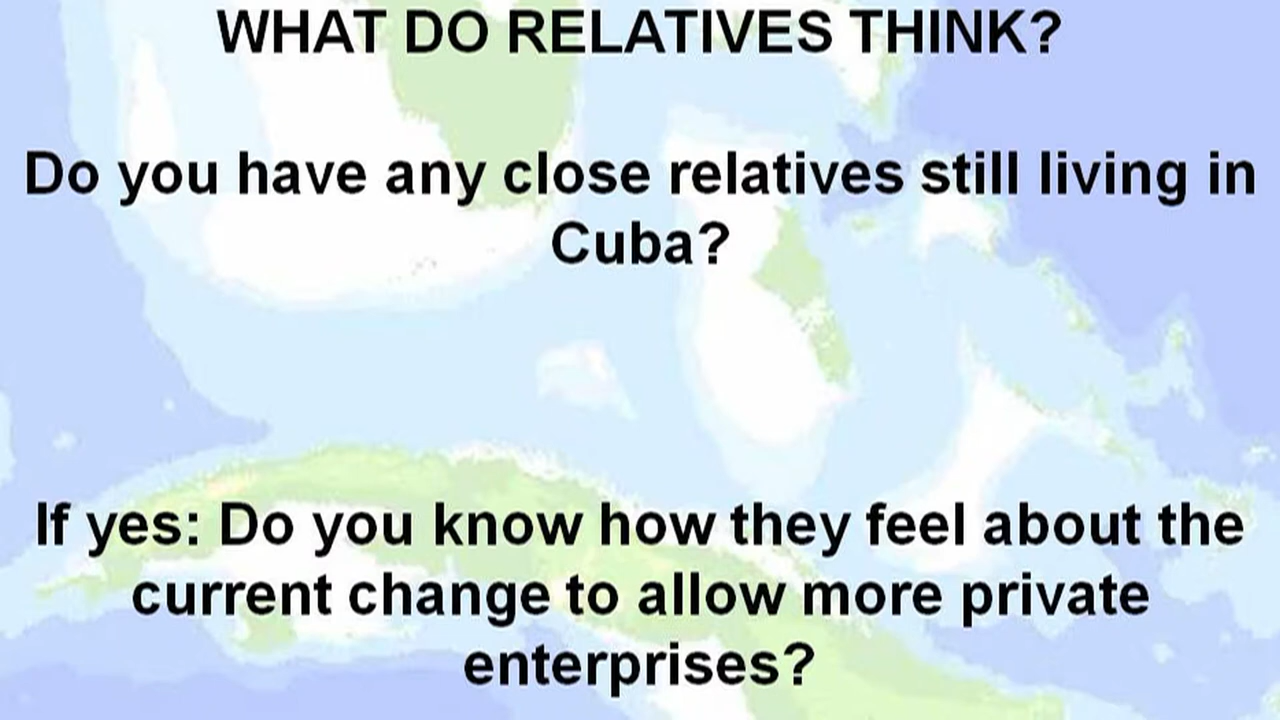 WHAT DO RELATIVES THINK?
Do you have any close relatives still living in
Cuba?
If yes: Do you know how they feel about the
current change to allow more private
enterprises?